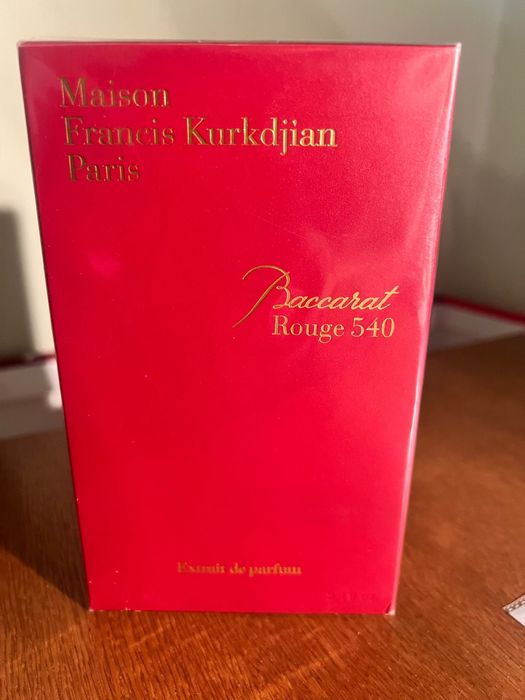 Maison
Francis Kurkdjian
Paris
Baccarat
Rouge 540
Extrait de parfum